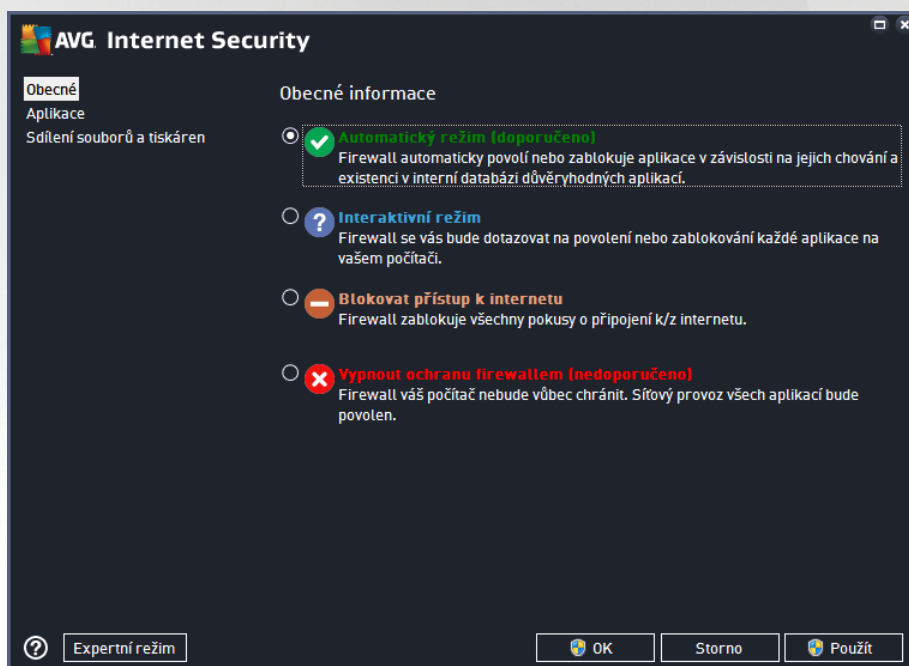 AVG. Internet Security
Obecné
Aplikace
Sdílení souborů a tiskáren
Obecné informace
Automatický režim (doporučeno)
Firewall automaticky povolí nebo zablokuje aplikace v závislosti na jejich chování a
existenci v interní databázi důvěryhodných aplikací.
Interaktivní režim
Firewall se vás bude dotazovat na povolení nebo zablokování každé aplikace na
vašem počítači.
Blokovat přístup k internetu
Firewall zablokuje všechny pokusy o připojení k/z internetu.
Vypnout ochranu firewallem (nedoporučeno)
Firewall váš počítač nebude vůbec chránit. Síťový provoz všech aplikací bude
povolen.
Expertní režim
OK
Storno
Použít